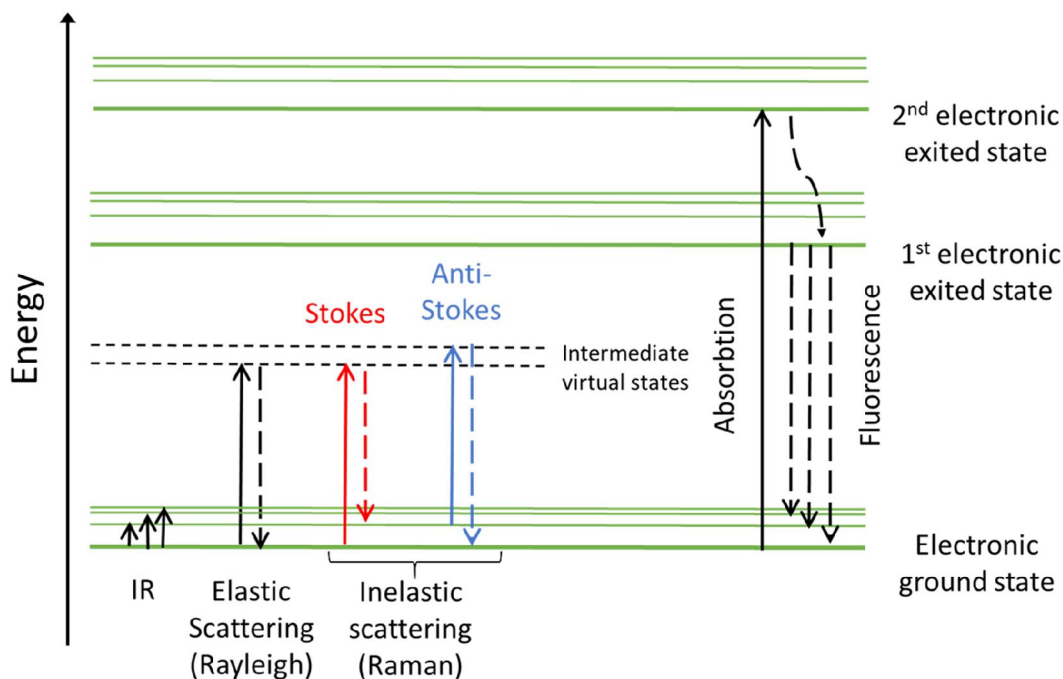 2nd electronic
exited state
1st electronic
exited state
Energy
Anti-
Stokes
Stokes
Intermediate
virtual states
Absorbtion
Fluorescence
Electronic
ground state
IR
Elastic
Scattering
(Rayleigh)
Inelastic
scattering
(Raman)